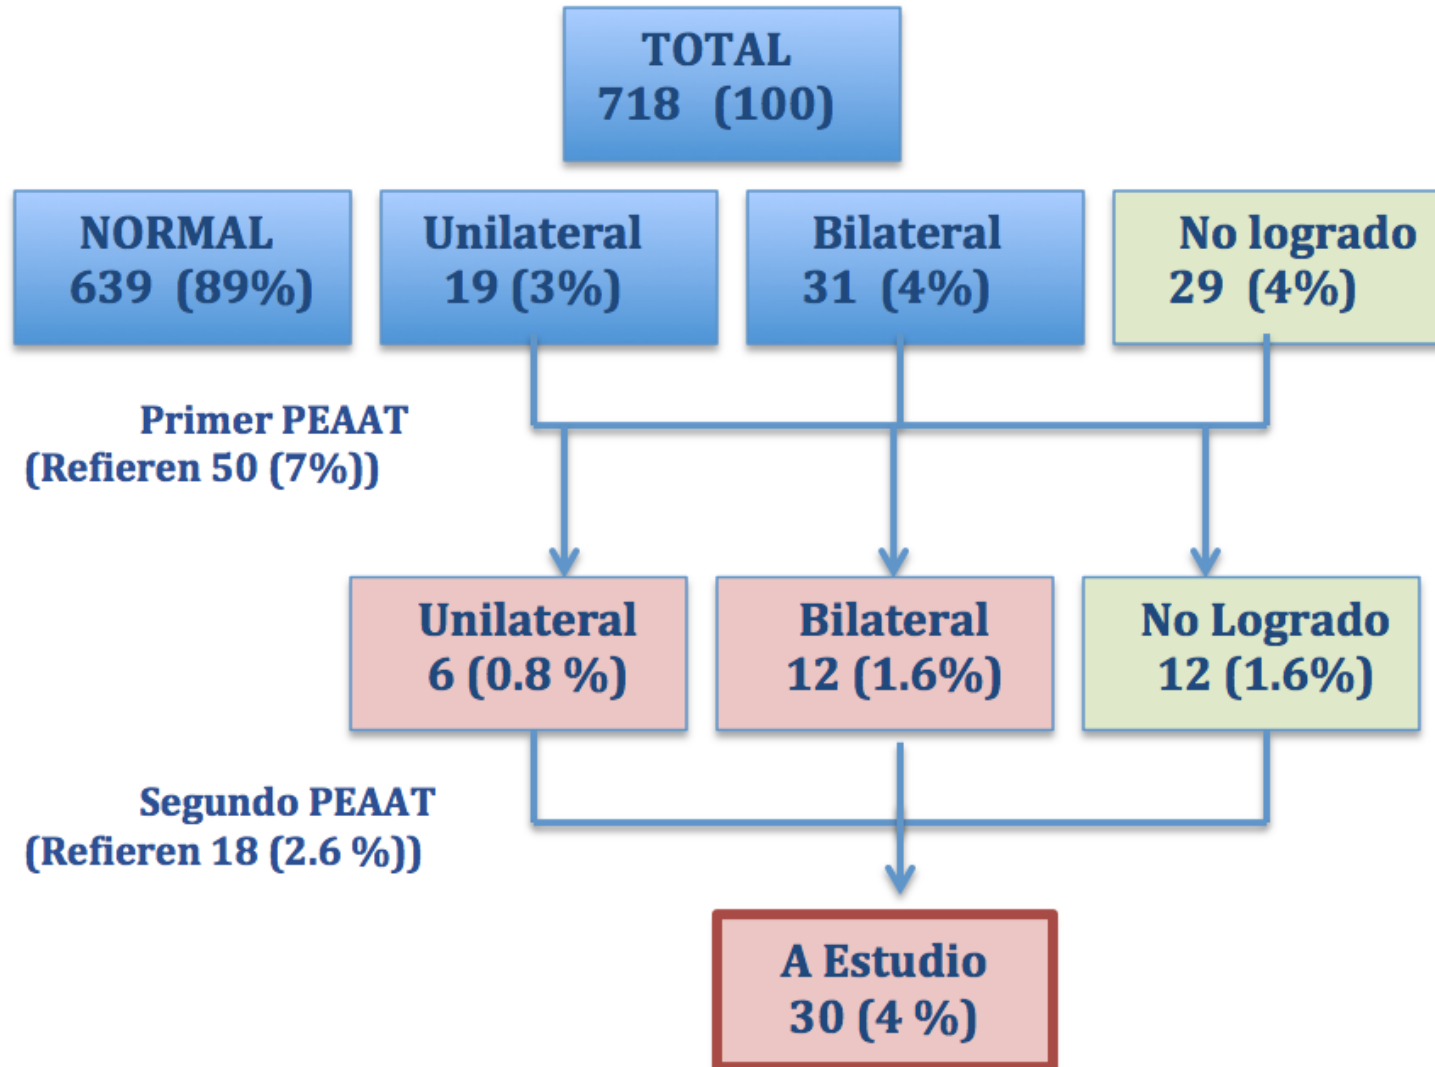 TOTAL
718 (100)
NORMAL
639 (89%)
Unilateral
19 (3%)
Bilateral
31 (4%)
No logrado
29 (4%)
Primer PEAAT
(Refieren 50 (7%))
Unilateral
6 (0.8 %)
Bilateral
12 (1.6%)
No Logrado
12 (1.6%)
Segundo PEAAT
(Refieren 18 (2.6 %))
A Estudio
30 (4 %)